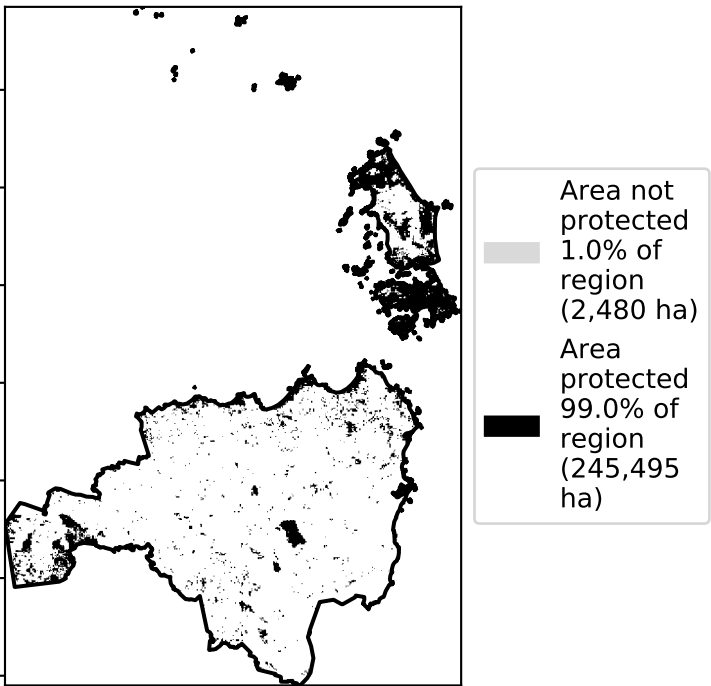 Area not
protected
1.0% of
region
(2,480 ha)
Area
protected
99.0% of
region
(245,495
ha)